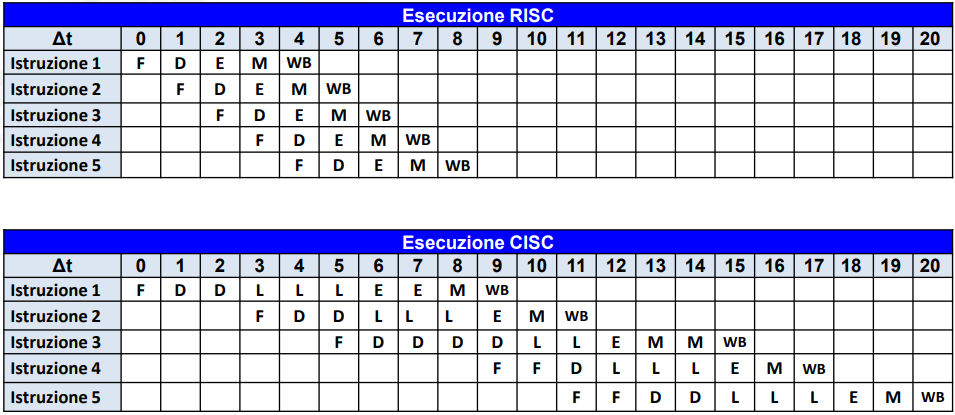 Esecuzione RISC
Δt 0 1 2 3 4 5 6 7 8 9 10 11 12 13 14 15 16 17 18 19 20
Istruzione 1 F D E M WB
Istruzione 2 F D E M WB
Istruzione 3 F D E M WB
Istruzione 4 F D E M WB
Istruzione 5 F D E M WB
Esecuzione CISC
Δt 0 1 2 3 4 5 6 7 8 9 10 11 12 13 14 15 16 17 18 19 20
Istruzione 1 F D D L L L E E M WB
Istruzione 2 F D D L L L E M WB
Istruzione 3 F D D D D L L E M M WB
Istruzione 4 F F D L L L E M WB
Istruzione 5 F F D D L L L E M WB